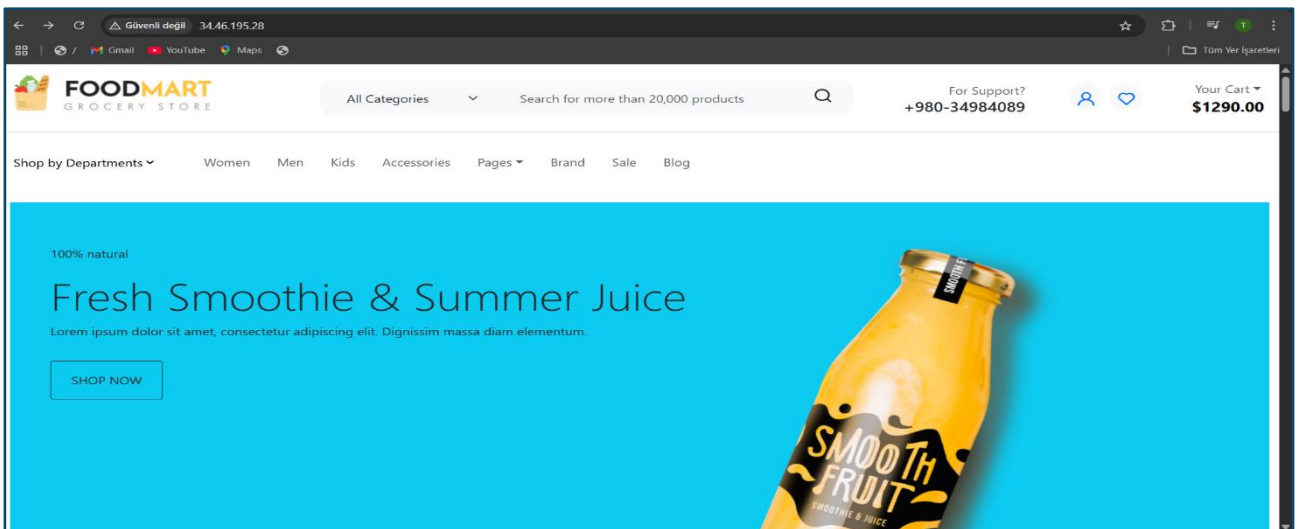 Güvenli değil 34.46.195.28
T
/ Gmail YouTube Maps Tüm Yer İşaretleri
FOODMART
GROCERY STORE
All Categories Search for more than 20,000 products
For Support?
+980-34984089
Your Cart
$1290.00
Shop by Departments Women Men Kids Accessories Pages Brand Sale Blog
100% natural
Fresh Smoothie & Summer Juice
Lorem ipsum dolor sit amet, consectetur adipiscing elit. Dignissim massa diam elementum.
SHOP NOW
SMOOTH F
SMOOTH
FRUIT
SMOOTHIE & JUICE